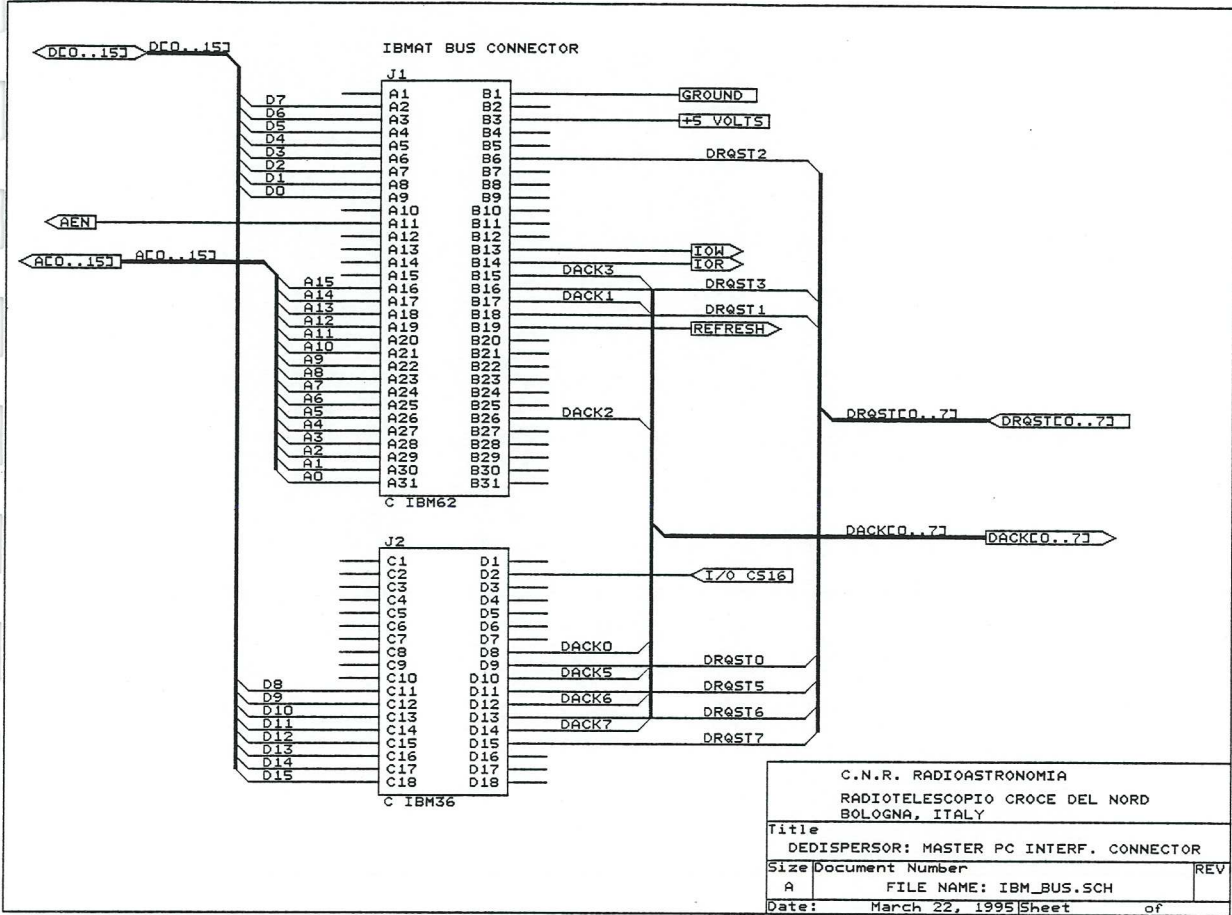 D[0..15] D[0..15]
IBMAT BUS CONNECTOR
J1
A1 B1 GROUND
D7 A2 B2
D6 A3 B3 +5 VOLTS
D5 A4 B4
D4 A5 B5
D3 A6 B6 DRQST2
D2 A7 B7
D1 A8 B8
D0 A9 B9
A10 B10
AEN A11 B11
A12 B12
A13 B13 IOW
A[0..15] A[0..15] A14 B14 IOR
A15 B15 DACK3
A15 A16 B16 DRQST3
A14 A17 B17 DACK1
A13 A18 B18 DRQST1
A12 A19 B19 REFRESH
A11 A20 B20
A10 A21 B21
A9 A22 B22
A8 A23 B23
A7 A24 B24
A6 A25 B25
A5 A26 B26 DACK2 DRQST[0..7] DRQST[0..7]
A4 A27 B27
A3 A28 B28
A2 A29 B29
A1 A30 B30
A0 A31 B31
C IBM62
DACK[0..7] DACK[0..7]
J2
C1 D1
C2 D2 I/O CS16
C3 D3
C4 D4
C5 D5
C6 D6
C7 D7
C8 D8 DACK0
C9 D9 DRQST0
C10 D10 DACK5
D8 C11 D11 DRQST5
D9 C12 D12 DACK6
D10 C13 D13 DRQST6
D11 C14 D14 DACK7
D12 C15 D15 DRQST7
D13 C16 D16
D14 C17 D17
D15 C18 D18
C IBM36
C.N.R. RADIOASTRONOMIA
RADIOTELESCOPIO CROCE DEL NORD
BOLOGNA, ITALY
Title
DEDISPERSOR: MASTER PC INTERF. CONNECTOR
Size Document Number REV
A FILE NAME: IBM_BUS.SCH
Date: March 22, 1995 Sheet of